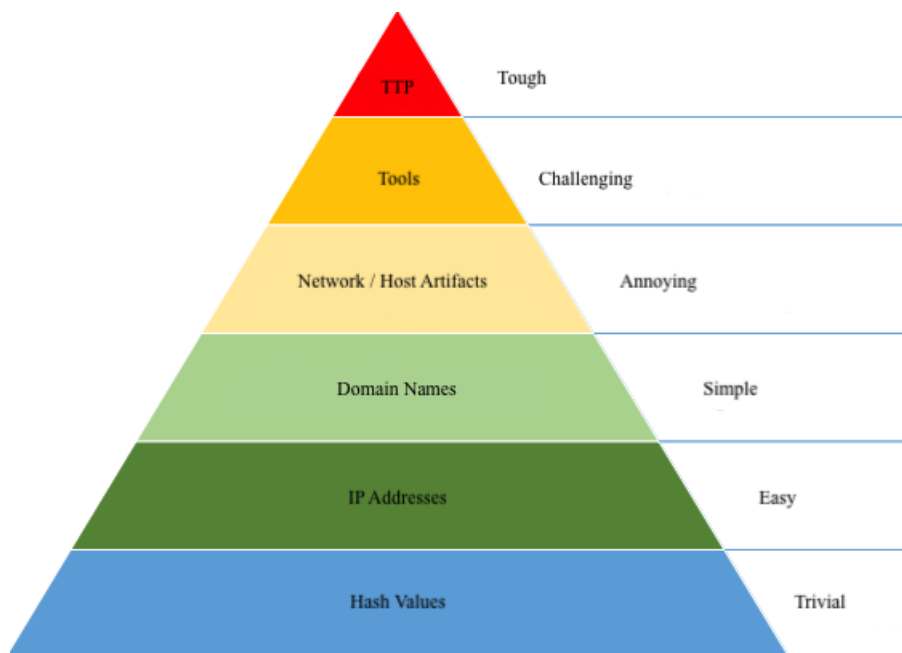 TTP
Tough
Tools
Challenging
Network / Host Artifacts
Annoying
Domain Names
Simple
IP Addresses
Easy
Hash Values
Trivial